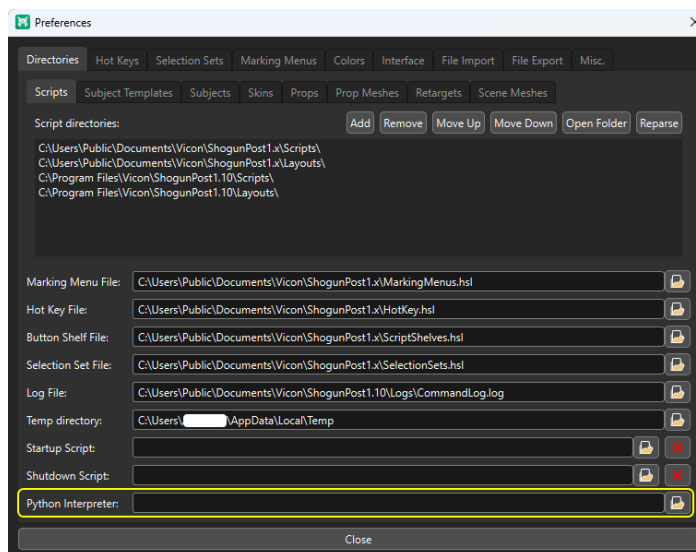 Preferences
Directories Hot Keys Selection Sets Marking Menus Colors Interface File Import File Export Misc.
Scripts Subject Templates Subjects Skins Props Prop Meshes Retargets Scene Meshes
Script directories: Add Remove Move Up Move Down Open Folder Reparse
C:\Users\Public\Documents\Vicon\ShogunPost1.x\Scripts\
C:\Users\Public\Documents\Vicon\ShogunPost1.x\Layouts\
C:\Program Files\Vicon\ShogunPost1.10\Scripts\
C:\Program Files\Vicon\ShogunPost1.10\Layouts\
Marking Menu File: C:\Users\Public\Documents\Vicon\ShogunPost1.x\MarkingMenus.hsl
Hot Key File: C:\Users\Public\Documents\Vicon\ShogunPost1.x\HotKey.hsl
Button Shelf File: C:\Users\Public\Documents\Vicon\ShogunPost1.x\ScriptShelves.hsl
Selection Set File: C:\Users\Public\Documents\Vicon\ShogunPost1.x\SelectionSets.hsl
Log File: C:\Users\Public\Documents\Vicon\ShogunPost1.10\Logs\CommandLog.log
Temp directory: C:\Users\ \AppData\Local\Temp
Startup Script:
Shutdown Script:
Python Interpreter:
Close